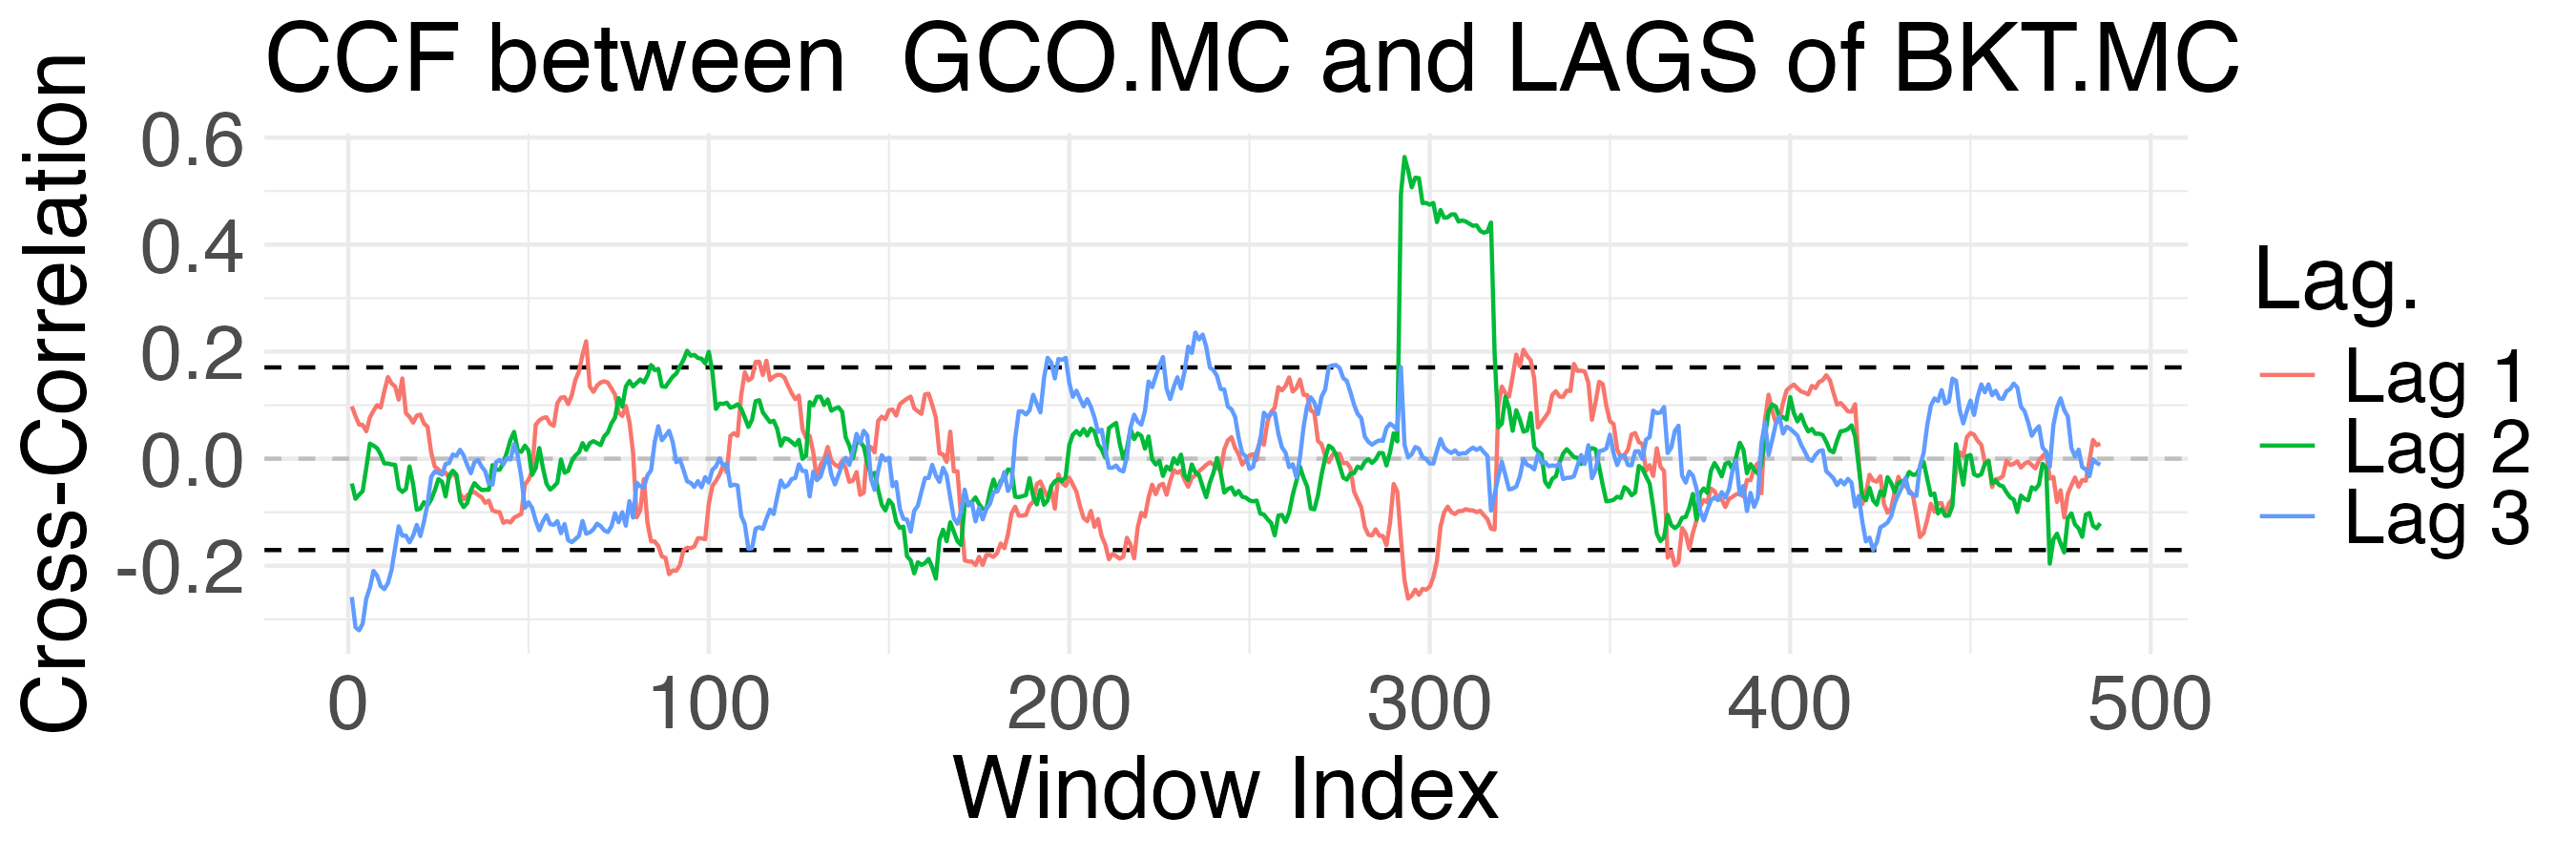 CCF between  GCO.MC and LAGS of BKT.MC
Cross-Correlation
0.6
0.4
0.2
0.0
-0.2
0 100 200 300 400 500
Window Index
Lag.
Lag 1
Lag 2
Lag 3